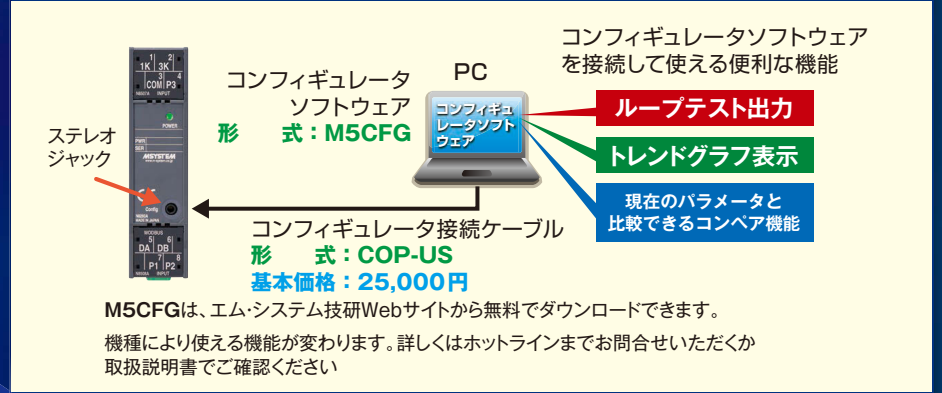 コンフィギュレータソフトウェア
を接続して使える便利な機能
1 2
1K 3K
3 4
COM P3
INPUT
POWER
PWR
MSYSTEM
Config
MODBUS
5 6
DA DB
7 8
P1 P2
INPUT
ステレオ
ジャック
コンフィギュレータ
ソフトウェア
形 式:M5CFG
PC
コンフィギュ
レータソフト
ウェア
ループテスト出力
トレンドグラフ表示
現在のパラメータと
比較できるコンペア機能
コンフィギュレータ接続ケーブル
形 式:COP-US
基本価格:25,000円
M5CFGは、エム・システム技研Webサイトから無料でダウンロードできます。
機種により使える機能が変わります。詳しくはホットラインまでお問合せいただくか
取扱説明書でご確認ください